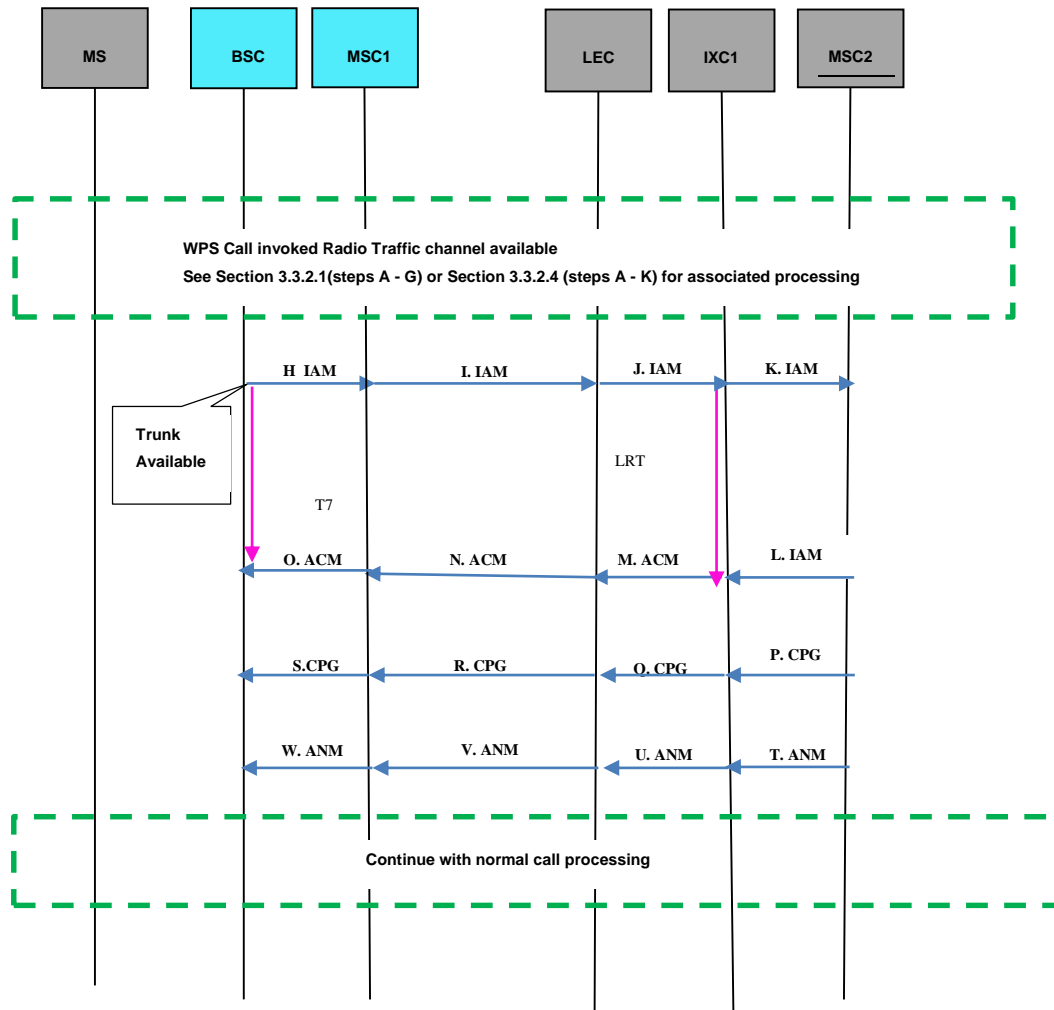 MS
BSC
MSC1
LEC
IXC1
MSC2
WPS Call invoked Radio Traffic channel available
See Section 3.3.2.1(steps A - G) or Section 3.3.2.4 (steps A - K) for associated processing
H IAM
I. IAM
J. IAM
K. IAM
Trunk
Available
LRT
T7
O. ACM
N. ACM
M. ACM
L. IAM
S.CPG
R. CPG
Q. CPG
P. CPG
W. ANM
V. ANM
U. ANM
T. ANM
Continue with normal call processing